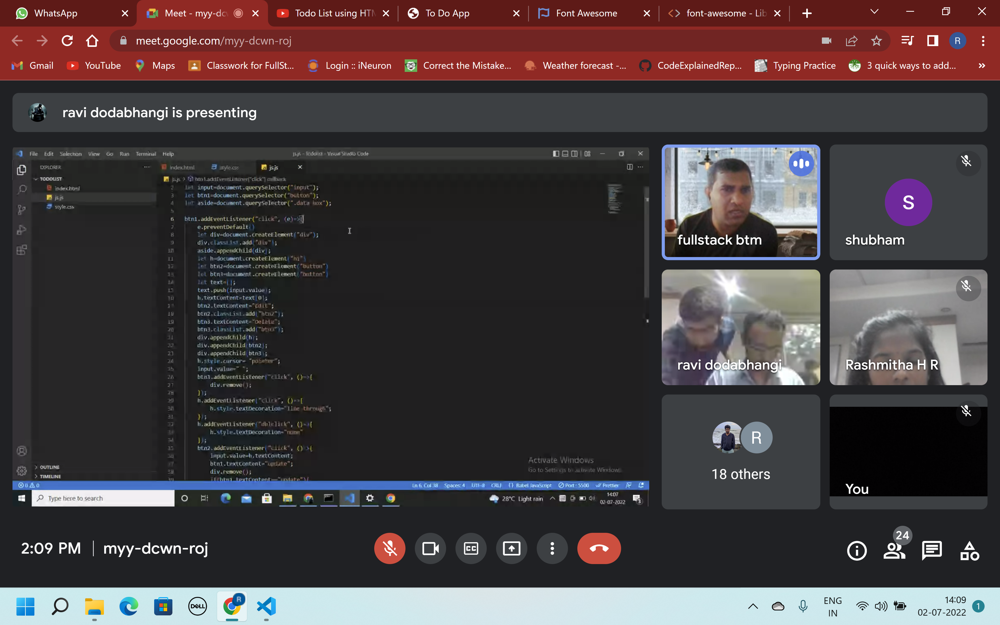 WhatsApp
Meet - myy-dc
Todo List using HTM
To Do App
Font Awesome
font-awesome - Lib
meet.google.com/myy-dcwn-roj
R
Gmail
YouTube
Maps
Classwork for FullSt...
Login :: iNeuron
Correct the Mistake...
Weather forecast -...
CodeExplainedRep...
Typing Practice
3 quick ways to add...
ravi dodabhangi is presenting
File Edit Selection View Go Run Terminal Help
js.js - Todolist - Visual Studio Code
EXPLORER
TODOLIST
index.html
js.js
style.css
OUTLINE
TIMELINE
index.html
style.css
js.js
js.js > btn1.addEventListener("click") callback
2 let input=document.querySelector("input");
3 let btn1=document.querySelector("button");
4 let aside=document.querySelector(".data box");
5
6 btn1.addEventListener("click", (e)=>{
7 e.preventDefault()
8 let div=document.createElement("div");
9 div.classList.add("div");
10 aside.appendChild(div);
11 let h=document.createElement("h1")
12 let btn2=document.createElement("button")
13 let btn3=document.createElement("button")
14 let text=[];
15 text.push(input.value);
16 h.textContent=text[0];
17 btn2.textContent="Edit";
18 btn2.classList.add("btn2");
19 btn3.textContent="Delete";
20 btn3.classList.add("btn3");
21 div.appendChild(h);
22 div.appendChild(btn2);
23 div.appendChild(btn3);
24 h.style.cursor= "pointer";
25 input.value=" ";
26 btn3.addEventListener("click", ()=>{
27 div.remove();
28 });
29 h.addEventListener("click", ()=>{
30 h.style.textDecoration="line-through";
31 });
32 h.addEventListener("dblclick", ()=>{
33 h.style.textDecoration="none"
34 });
35 btn2.addEventListener("click", ()=>{
36 input.value=h.textContent;
37 btn1.textContent="update";
38 div.remove();
39 if(btn1.textContent=="update"){
Activate Windows
Go to Settings to activate Windows.
0 0
Ln 6, Col 38 Spaces: 4 UTF-8 CRLF {} Babel JavaScript Port : 5500 Prettier
Type here to search
28°C Light rain
14:07
02-07-2022
3
fullstack btm
S
shubham
ravi dodabhangi
Rashmitha H R
R
18 others
You
2:09 PM | myy-dcwn-roj
CC
24
DELL
R
ENG
IN
14:09
02-07-2022
1